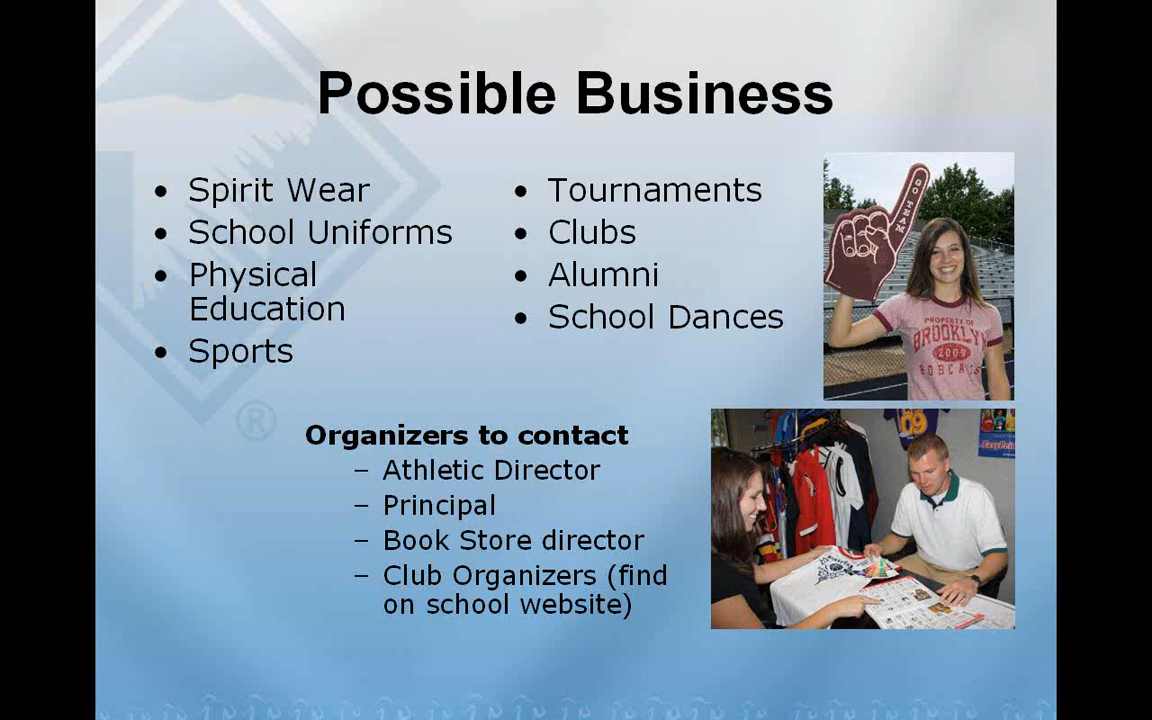 Possible Business
• Spirit Wear
• School Uniforms
• Physical
Education
• Sports
• Tournaments
• Clubs
• Alumni
• School Dances
GO TEAM
PROPERTY OF
BROOKLYN
2009
BOBCATS
Organizers to contact
– Athletic Director
– Principal
– Book Store director
– Club Organizers (find
on school website)
®
09